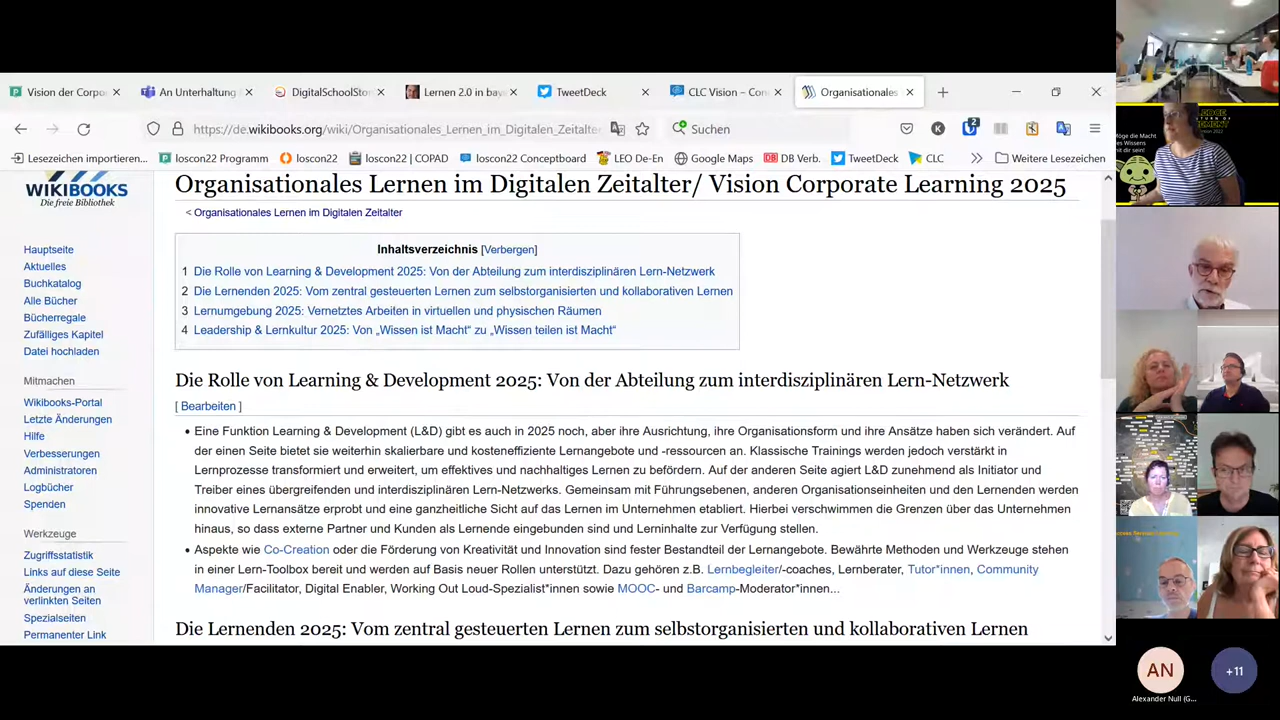 Vision der Corpo
An Unterhaltung
DigitalSchoolStor
Lernen 2.0 in bay
TweetDeck
CLC Vision – Con
Organisationales
https://de.wikibooks.org/wiki/Organisationales_Lernen_im_Digitalen_Zeitalter
Suchen
2
Lesezeichen importieren...
loscon22 Programm
loscon22
loscon22 | COPAD
loscon22 Conceptboard
LEO De-En
Google Maps
DB Verb.
TweetDeck
CLC
Weitere Lesezeichen
WIKIBOOKS
Die freie Bibliothek
Hauptseite
Aktuelles
Buchkatalog
Alle Bücher
Bücherregale
Zufälliges Kapitel
Datei hochladen
Mitmachen
Wikibooks-Portal
Letzte Änderungen
Hilfe
Verbesserungen
Administratoren
Logbücher
Spenden
Werkzeuge
Zugriffsstatistik
Links auf diese Seite
Änderungen an
verlinkten Seiten
Spezialseiten
Permanenter Link
Organisationales Lernen im Digitalen Zeitalter/ Vision Corporate Learning 2025
< Organisationales Lernen im Digitalen Zeitalter
Inhaltsverzeichnis [Verbergen]
1 Die Rolle von Learning & Development 2025: Von der Abteilung zum interdisziplinären Lern-Netzwerk
2 Die Lernenden 2025: Vom zentral gesteuerten Lernen zum selbstorganisierten und kollaborativen Lernen
3 Lernumgebung 2025: Vernetztes Arbeiten in virtuellen und physischen Räumen
4 Leadership & Lernkultur 2025: Von „Wissen ist Macht“ zu „Wissen teilen ist Macht“
Die Rolle von Learning & Development 2025: Von der Abteilung zum interdisziplinären Lern-Netzwerk
[ Bearbeiten ]
• Eine Funktion Learning & Development (L&D) gibt es auch in 2025 noch, aber ihre Ausrichtung, ihre Organisationsform und ihre Ansätze haben sich verändert. Auf
der einen Seite bietet sie weiterhin skalierbare und kosteneffiziente Lernangebote und -ressourcen an. Klassische Trainings werden jedoch verstärkt in
Lernprozesse transformiert und erweitert, um effektives und nachhaltiges Lernen zu befördern. Auf der anderen Seite agiert L&D zunehmend als Initiator und
Treiber eines übergreifenden und interdisziplinären Lern-Netzwerks. Gemeinsam mit Führungsebenen, anderen Organisationseinheiten und den Lernenden werden
innovative Lernansätze erprobt und eine ganzheitliche Sicht auf das Lernen im Unternehmen etabliert. Hierbei verschwimmen die Grenzen über das Unternehmen
hinaus, so dass externe Partner und Kunden als Lernende eingebunden sind und Lerninhalte zur Verfügung stellen.
• Aspekte wie Co-Creation oder die Förderung von Kreativität und Innovation sind fester Bestandteil der Lernangebote. Bewährte Methoden und Werkzeuge stehen
in einer Lern-Toolbox bereit und werden auf Basis neuer Rollen unterstützt. Dazu gehören z.B. Lernbegleiter/-coaches, Lernberater, Tutor*innen, Community
Manager/Facilitator, Digital Enabler, Working Out Loud-Spezialist*innen sowie MOOC- und Barcamp-Moderator*innen...
Die Lernenden 2025: Vom zentral gesteuerten Lernen zum selbstorganisierten und kollaborativen Lernen
Möge die Macht
des Wissens
mit dir sein!
AN
Alexander Null (G...
+11